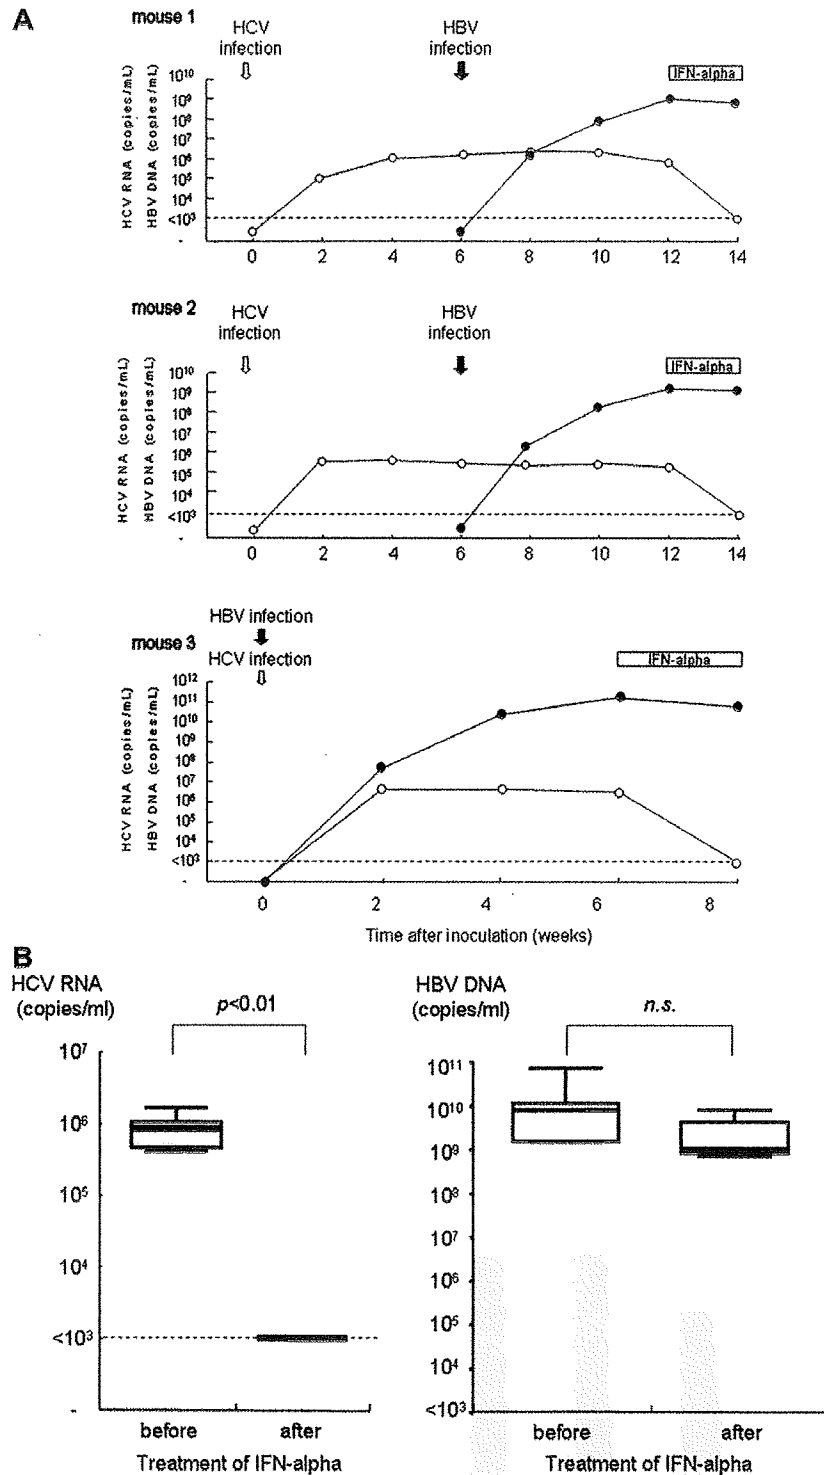 A
mouse 1
HCV infection
HBV infection
IFN-alpha
HCV RNA (copies/mL)
HBV DNA (copies/mL)
10¹⁰
10⁹
10⁸
10⁷
10⁶
10⁵
10⁴
<10³
-
0 2 4 6 8 10 12 14
mouse 2
HCV infection
HBV infection
IFN-alpha
HCV RNA (copies/mL)
HBV DNA (copies/mL)
10¹⁰
10⁹
10⁸
10⁷
10⁶
10⁵
10⁴
<10³
-
0 2 4 6 8 10 12 14
HBV infection
mouse 3
HCV infection
IFN-alpha
HCV RNA (copies/mL)
HBV DNA (copies/mL)
10¹²
10¹¹
10¹⁰
10⁹
10⁸
10⁷
10⁶
10⁵
10⁴
<10³
-
0 2 4 6 8
Time after inoculation (weeks)
B
HCV RNA
(copies/ml)
p<0.01
10⁷
10⁶
10⁵
10⁴
<10³
-
before after
Treatment of IFN-alpha
HBV DNA
(copies/ml)
n.s.
10¹¹
10¹⁰
10⁹
10⁸
10⁷
10⁶
10⁵
10⁴
<10³
before after
Treatment of IFN-alpha